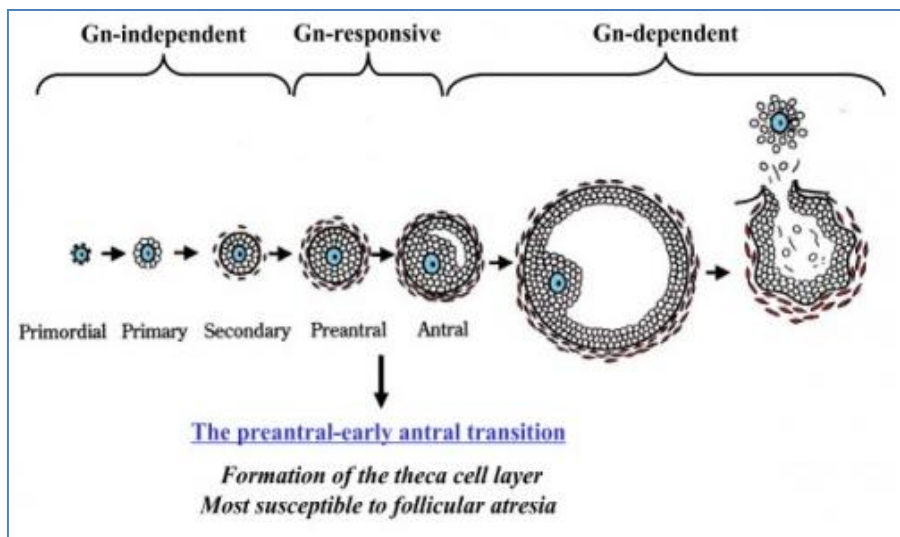 Gn-independent Gn-responsive Gn-dependent
Primordial Primary Secondary Preantral Antral
The preantral-early antral transition
Formation of the theca cell layer
Most susceptible to follicular atresia